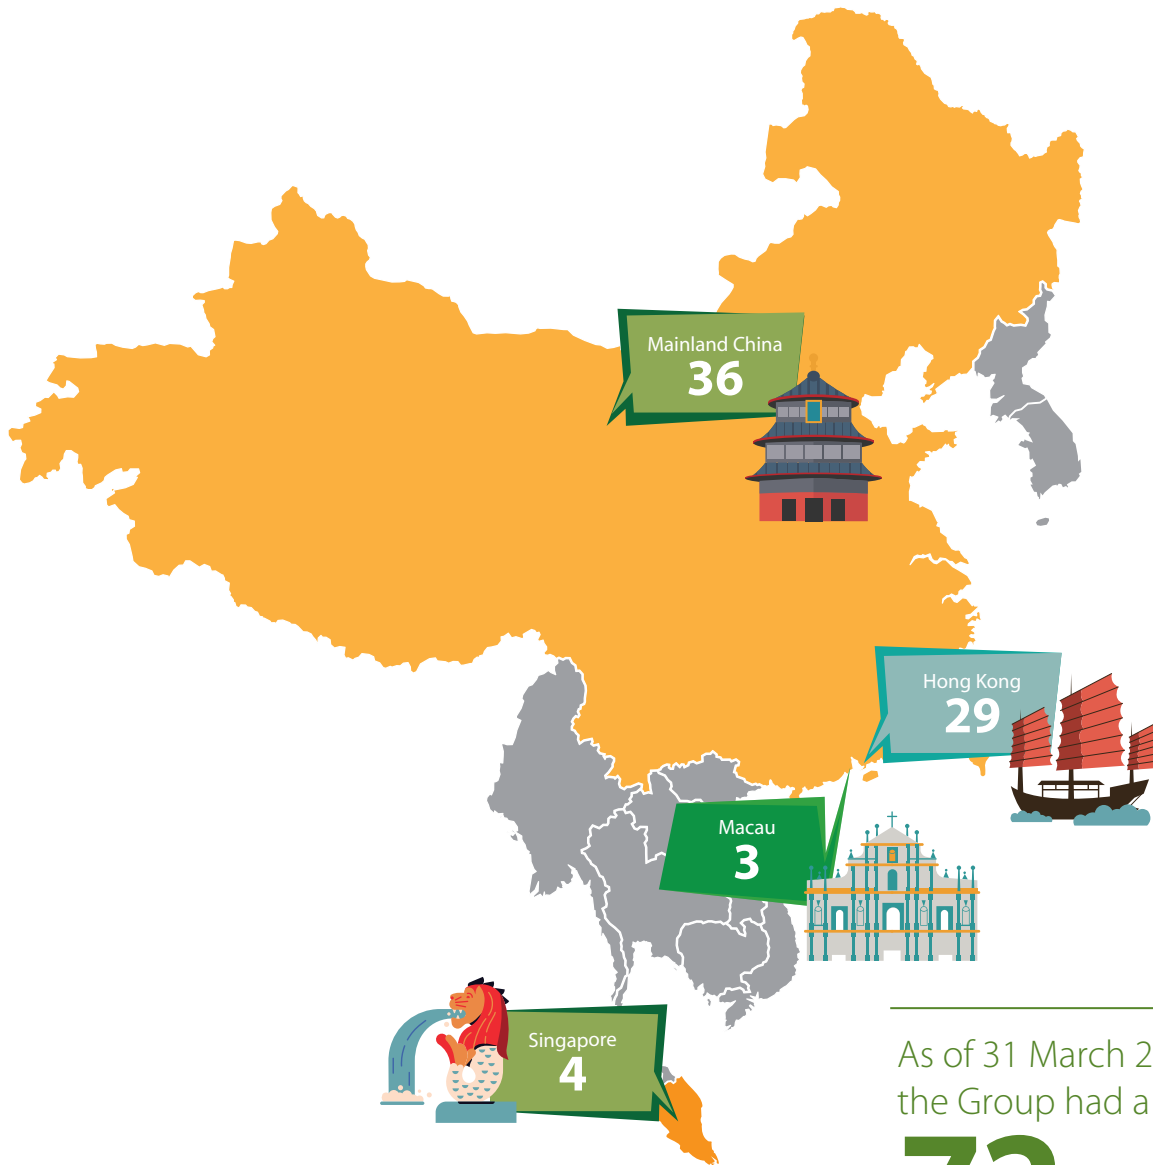 Mainland China
36
Hong Kong
29
Macau
3
Singapore
4
As of 31 March 2
the Group had a